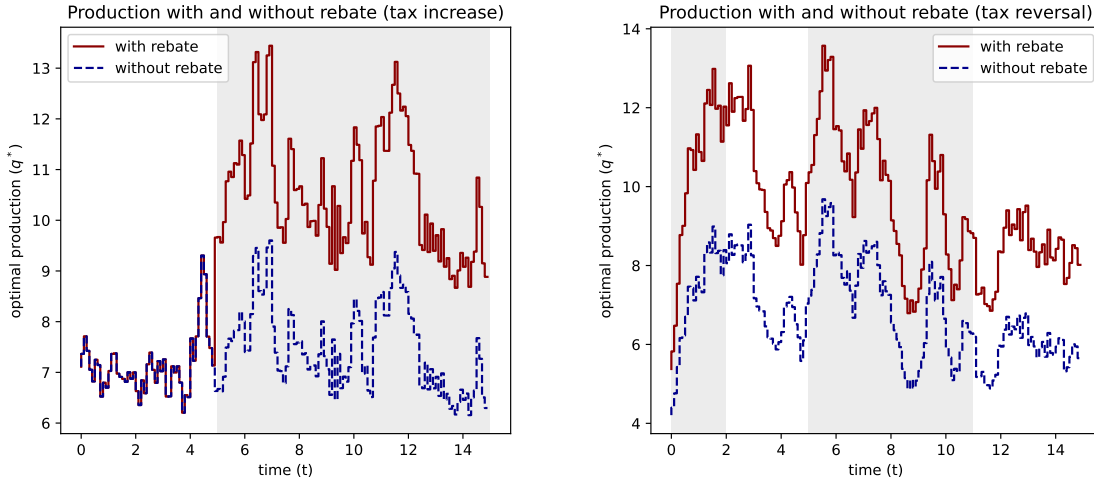 Production with and without rebate (tax increase)
with rebate
without rebate
13
12
11
10
9
8
7
6
optimal production (q*)
0 2 4 6 8 10 12 14
time (t)
Production with and without rebate (tax reversal)
with rebate
without rebate
14
12
10
8
6
4
optimal production (q*)
0 2 4 6 8 10 12 14
time (t)